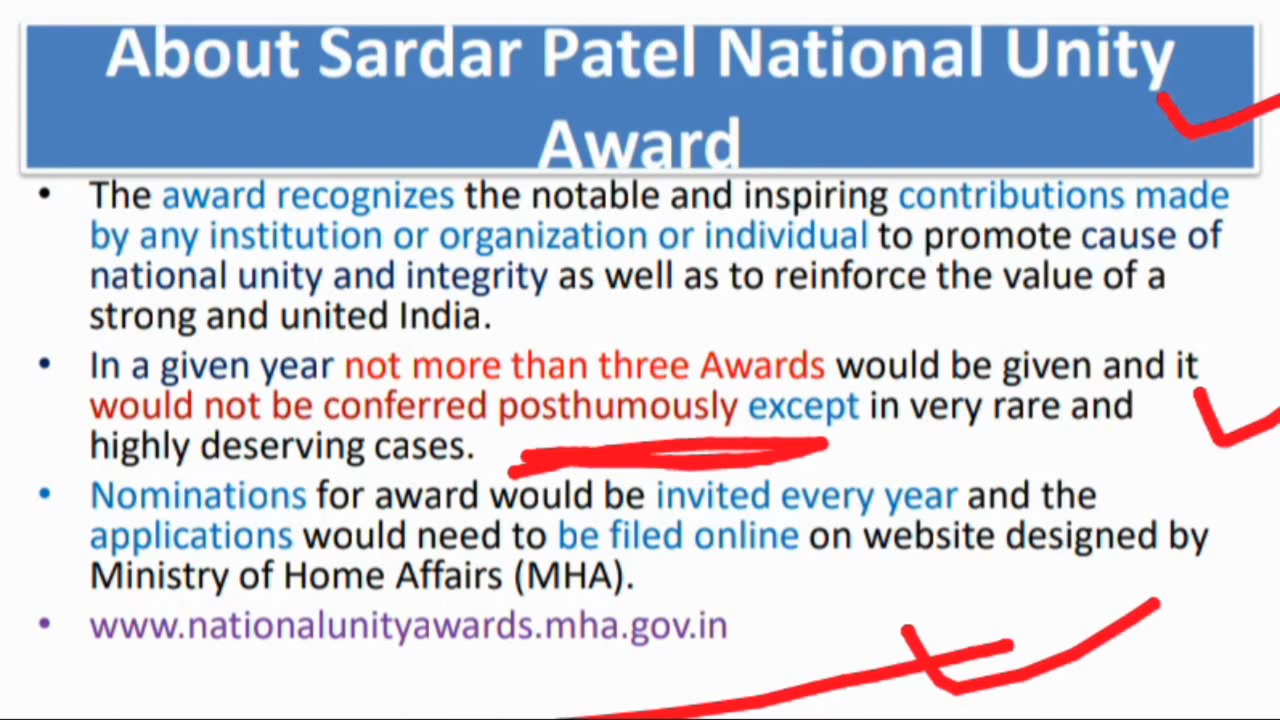 About Sardar Patel National Unity
Award
• The award recognizes the notable and inspiring contributions made
by any institution or organization or individual to promote cause of
national unity and integrity as well as to reinforce the value of a
strong and united India.
• In a given year not more than three Awards would be given and it
would not be conferred posthumously except in very rare and
highly deserving cases.
• Nominations for award would be invited every year and the
applications would need to be filed online on website designed by
Ministry of Home Affairs (MHA).
• www.nationalunityawards.mha.gov.in